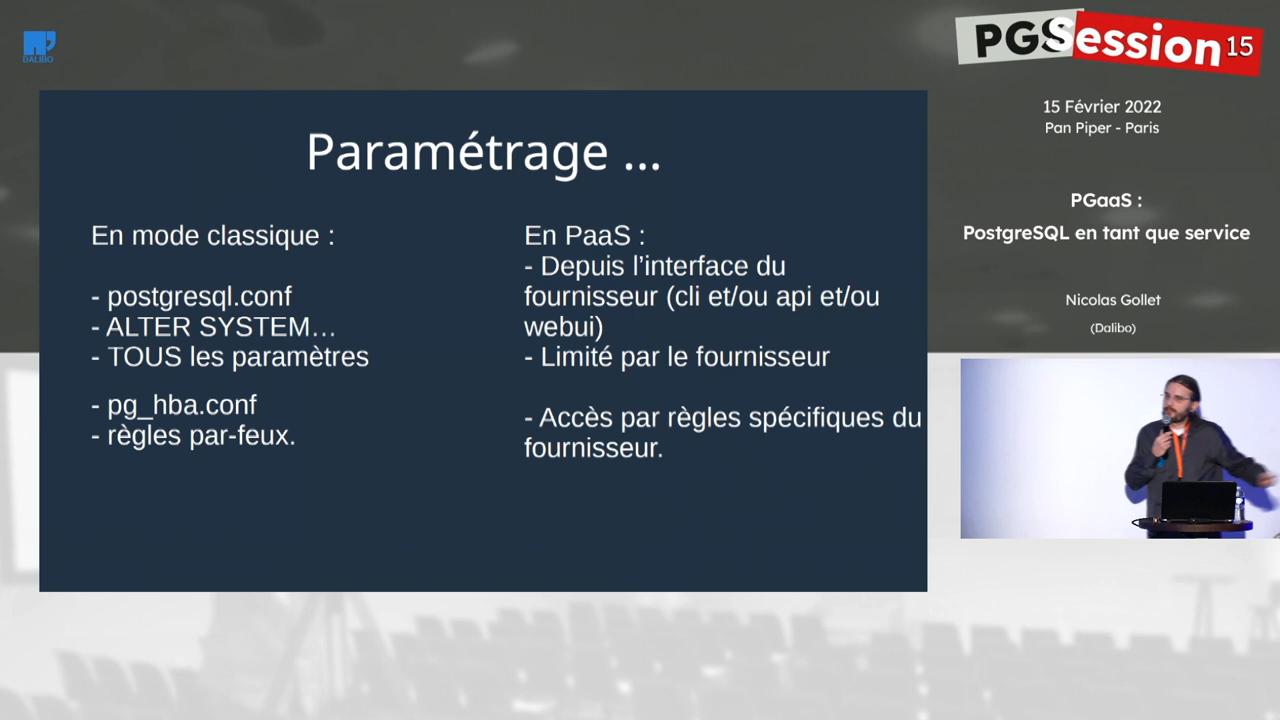 DALIBO
PGSession 15
15 Février 2022
Pan Piper - Paris
PGaaS :
PostgreSQL en tant que service
Nicolas Gollet
(Dalibo)
Paramétrage ...
En mode classique :
- postgresql.conf
- ALTER SYSTEM…
- TOUS les paramètres
- pg_hba.conf
- règles par-feux.
En PaaS :
- Depuis l’interface du
fournisseur (cli et/ou api et/ou
webui)
- Limité par le fournisseur
- Accès par règles spécifiques du
fournisseur.